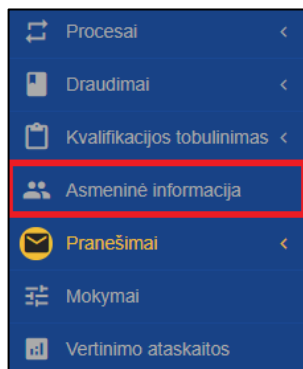 Procesai
Draudimai
Kvalifikacijos tobulinimas
Asmeninė informacija
Pranešimai
Mokymai
Vertinimo ataskaitos